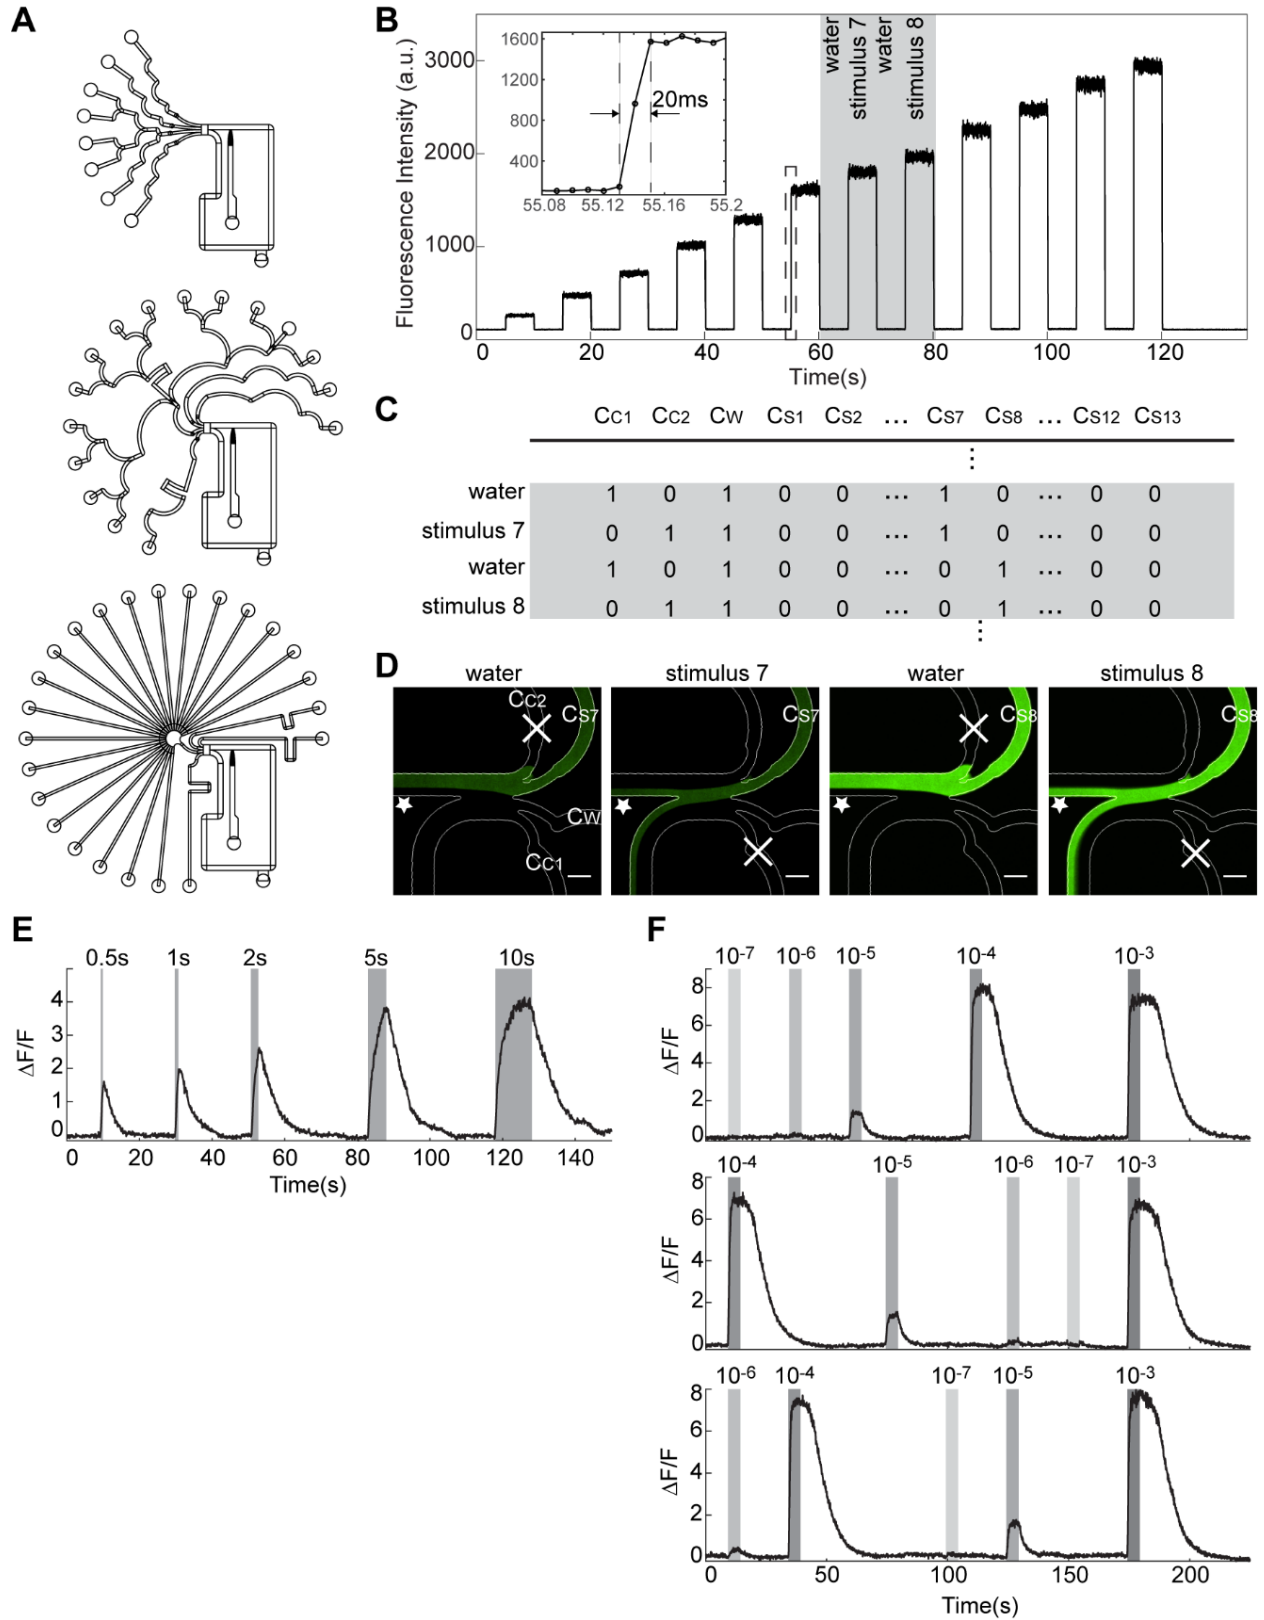 A
B
Fluorescence Intensity (a.u.)
3000
2000
1000
0
1600
1200
800
400
20ms
55.08 55.12 55.16 55.2
water
stimulus 7
water
stimulus 8
0 20 40 60 80 100 120
Time(s)
C
CC1 CC2 CW CS1 CS2 ... CS7 CS8 ... CS12 CS13
⋮
water 1 0 1 0 0 ... 1 0 ... 0 0
stimulus 7 0 1 1 0 0 ... 1 0 ... 0 0
water 1 0 1 0 0 ... 0 1 ... 0 0
stimulus 8 0 1 1 0 0 ... 0 1 ... 0 0
⋮
D
water stimulus 7 water stimulus 8
CC2 CS7 CS7 CS8 CS8
CW
CC1
E
0.5s 1s 2s 5s 10s
ΔF/F
4
3
2
1
0
0 20 40 60 80 100 120 140
Time(s)
F
10-7 10-6 10-5 10-4 10-3
ΔF/F
8
6
4
2
0
10-4 10-5 10-6 10-7 10-3
ΔF/F
8
6
4
2
0
10-6 10-4 10-7 10-5 10-3
ΔF/F
8
6
4
2
0
0 50 100 150 200
Time(s)